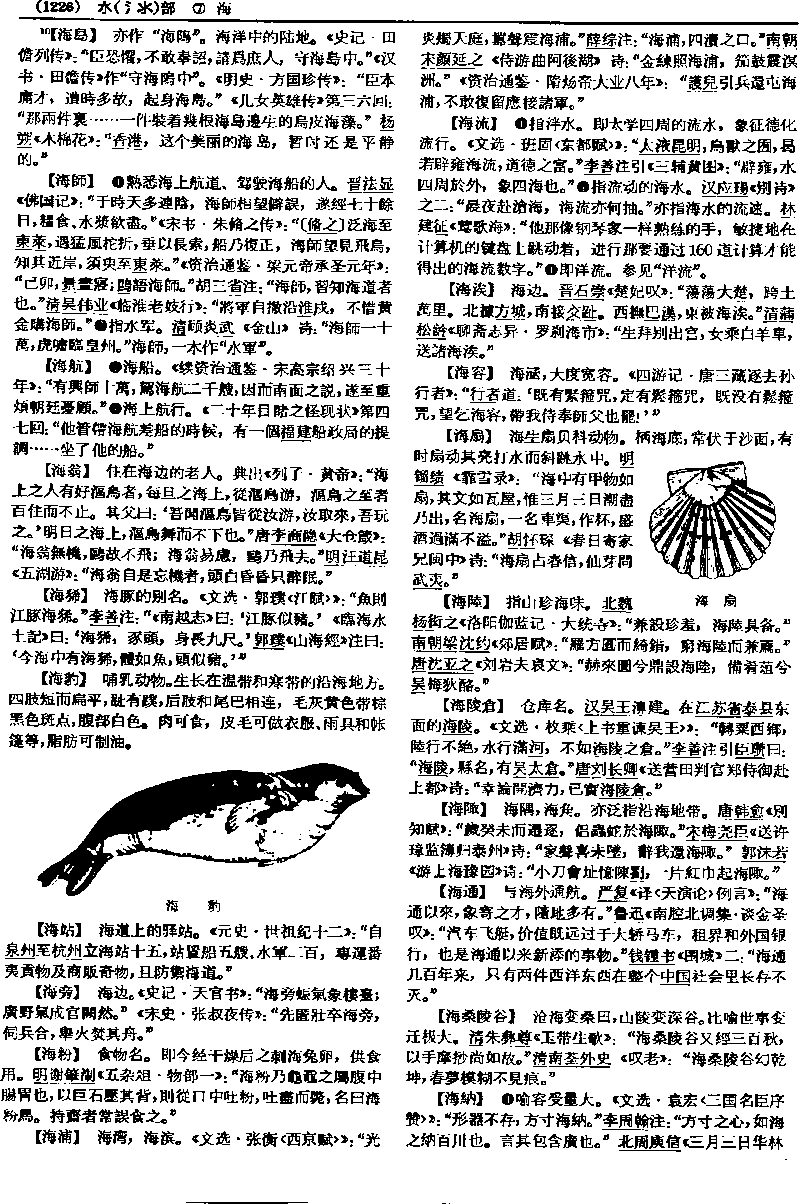 （1226） 水（氵氺）部 ⑦ 海
【海島】 亦作“海隝”。海洋中的陆地。《史记·田
儋列传》：“臣恐懼，不敢奉詔，請爲庶人，守海島中。”《汉
书·田儋传》作“守海隝中”。《明史·方国珍传》：“臣本
庸才，遭時多故，起身海島。”《儿女英雄传》第三六回：
“那兩件裏……一件裝着幾根海島邊生的烏皮海藻。”杨
朔《木棉花》：“香港，这个美丽的海岛，暂时还是平静
的。”
【海師】 ❶熟悉海上航道、驾驶海船的人。晋法显
《佛国记》：“于時天多連陰，海師相望僻誤，遂經七十餘
日，糧食、水漿欲盡。”《宋书·朱脩之传》：“〔脩之〕泛海至
東萊，遇猛風柁折，垂以長索，船乃復正，海師望見飛鳥，
知其近岸，須臾至東萊。”《资治通鉴·梁元帝承圣元年》：
“己卯，景晝寢，鵾語海師。”胡三省注：“海師，習知海道者
也。”清吴伟业《临淮老妓行》：“將軍自撤沿淮戍，不惜黄
金購海師。”❷指水军。清顾炎武《金山》诗：“海師一十
萬，虎嘯臨皇州。”海師，一本作“水軍”。
【海航】 ❶海船。《续资治通鉴·宋高宗绍兴三十
年》：“有興師十萬，駕海航二千艘，因而南面之説，遂至重
煩朝廷憂顧。”❷海上航行。《二十年目睹之怪现状》第四
七回：“他管帶海航差船的時候，有一個福建船政局的提
調……坐了他的船。”
【海翁】 住在海边的老人。典出《列子·黄帝》：“海
上之人有好漚鳥者，每旦之海上，從漚鳥游，漚鳥之至者
百住而不止。其父曰：‘吾聞漚鳥皆從汝游，汝取來，吾玩
之。’明日之海上，漚鳥舞而不下也。”唐李商隐《太仓箴》：
“海翁無機，鷗故不飛；海翁易慮，鷗乃飛去。”明汪道昆
《五湖游》：“海翁自是忘機者，頭白昏昏只醉眠。”
【海狶】 海豚的别名。《文选·郭璞〈江赋〉》：“魚則
江豚海狶。”李善注：“《南越志》曰：‘江豚似豬。’《臨海水
土記》曰：‘海狶，豕頭，身長九尺。’郭璞《山海經》注曰：
‘今海中有海狶，體如魚，頭似豬。’”
【海豹】 哺乳动物。生长在温带和寒带的沿海地方。
四肢短而扁平，趾有蹼，后肢和尾巴相连，毛灰黄色带棕
黑色斑点，腹部白色。肉可食，皮毛可做衣服、雨具和帐
篷等，脂肪可制油。
海 豹
【海站】 海道上的驿站。《元史·世祖纪十二》：“自
泉州至杭州立海站十五，站置船五艘、水軍二百，專運番
夷貢物及商販奇物，且防禦海道。”
【海旁】 海边。《史记·天官书》：“海旁蜄氣象樓臺；
廣野氣成宫闕然。”《宋史·张叔夜传》：“先匿壯卒海旁，
伺兵合，舉火焚其舟。”
【海粉】 食物名。即今经干燥后之刺海兔卵，供食
用。明谢肇淛《五杂俎·物部一》：“海粉乃龜黿之屬腹中
腸胃也，以巨石壓其背，則從口中吐粉，吐盡而斃，名曰海
粉焉。持齋者常誤食之。”
【海浦】 海湾，海滨。《文选·张衡〈西京赋〉》：“光
炎燭天庭，囂聲震海浦。”薛综注：“海浦，四瀆之口。”南朝
宋颜延之《侍游曲阿後湖》诗：“金練照海浦，笳鼓震溟
洲。”《资治通鉴·隋炀帝大业八年》：“護兒引兵還屯海
浦，不敢復留應接諸軍。”
【海流】 ❶指泮水。即太学四周的流水，象征德化
流行。《文选·班固〈东都赋〉》：“太液昆明，鳥獸之囿，曷
若辟雍海流，道德之富。”李善注引《三辅黄图》：“辟雍，水
四周於外，象四海也。”❷指流动的海水。汉应玚《别诗》
之二：“晨夜赴滄海，海流亦何抽。”亦指海水的流速。林
建征《莺歌海》：“他那像钢琴家一样熟练的手，敏捷地在
计算机的键盘上跳动着，进行那要通过160道计算才能
得出的海流数字。”❸即洋流。参见“洋流”。
【海涘】 海边。晋石崇《楚妃叹》：“蕩蕩大楚，跨土
萬里。北據方城，南接交趾。西撫巴漢，東被海涘。”清蒲
松龄《聊斋志异·罗刹海市》：“生拜别出宫，女乘白羊車，
送諸海涘。”
【海容】 海涵，大度宽容。《西游记·唐三藏逐去孙
行者》：“行者道：‘既有緊箍咒，定有鬆箍咒，既没有鬆箍
咒，望乞海容，帶我侍奉師父也罷！’”
【海扇】 海生扇贝科动物。栖海底，常伏于沙面，有
时扇动其壳打水而斜跳水中。明
镏绩《霏雪录》：“海中有甲物如
扇，其文如瓦屋，惟三月三日潮盡
乃出，名海扇，一名車渠，作杯，盛
酒過滿不溢。”胡怀琛《春日寄家
兄闽中》诗：“海扇占春信，仙芽問
武夷。”
海 扇
【海陸】 指山珍海味。北魏
杨衒之《洛阳伽蓝记·大统寺》：“兼設珍羞，海陸具备。”
南朝梁沈约《郊居赋》：“羅方圓而綺錯，窮海陸而兼薦。”
唐沈亚之《刘岩夫哀文》：“赫來圖兮鼎設海陸，備肴葅兮
吴梅狄酪。”
【海陵倉】 仓库名。汉吴王濞建。在江苏省泰县东
面的海陵。《文选·枚乘〈上书重谏吴王〉》：“轉粟西鄉，
陸行不絶，水行滿河，不如海陵之倉。”李善注引臣瓒曰：
“海陵，縣名，有吴太倉。”唐刘长卿《送营田判官郑侍御赴
上都》诗：“幸論開濟力，已實海陵倉。”
【海陬】 海隅，海角。亦泛指沿海地带。唐韩愈《别
知赋》：“歲癸未而遷逐，侣蟲蛇於海陬。”宋梅尧臣《送许
璋监簿归泰州》诗：“家聲喜未墜，辭我還海陬。”郭沫若
《游上海豫园》诗：“小刀會址憶陳劉，一片紅巾起海陬。”
【海通】 与海外通航。严复《译〈天演论〉例言》：“海
通以來，象寄之才，隨地多有。”鲁迅《南腔北调集·谈金圣
叹》：“汽车飞艇，价值既远过于大轿马车，租界和外国银
行，也是海通以来新添的事物。”钱锺书《围城》二：“海通
几百年来，只有两件西洋东西在整个中国社会里长存不
灭。”
【海桑陵谷】 沧海变桑田，山陵变深谷。比喻世事变
迁极大。清朱彝尊《玉带生歌》：“海桑陵谷又經三百秋，
以手摩挱尚如故。”清南荃外史《叹老》：“海桑陵谷幻乾
坤，春夢模糊不見痕。”
【海納】 ❶喻容受量大。《文选·袁宏〈三国名臣序
赞〉》：“形器不存，方寸海納。”李周翰注：“方寸之心，如海
之納百川也。言其包含廣也。”北周庾信《三月三日华林